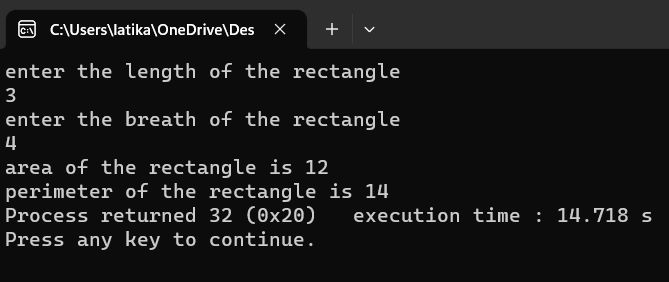 C:\Users\latika\OneDrive\Des
enter the length of the rectangle
3
enter the breath of the rectangle
4
area of the rectangle is 12
perimeter of the rectangle is 14
Process returned 32 (0x20)   execution time : 14.718 s
Press any key to continue.